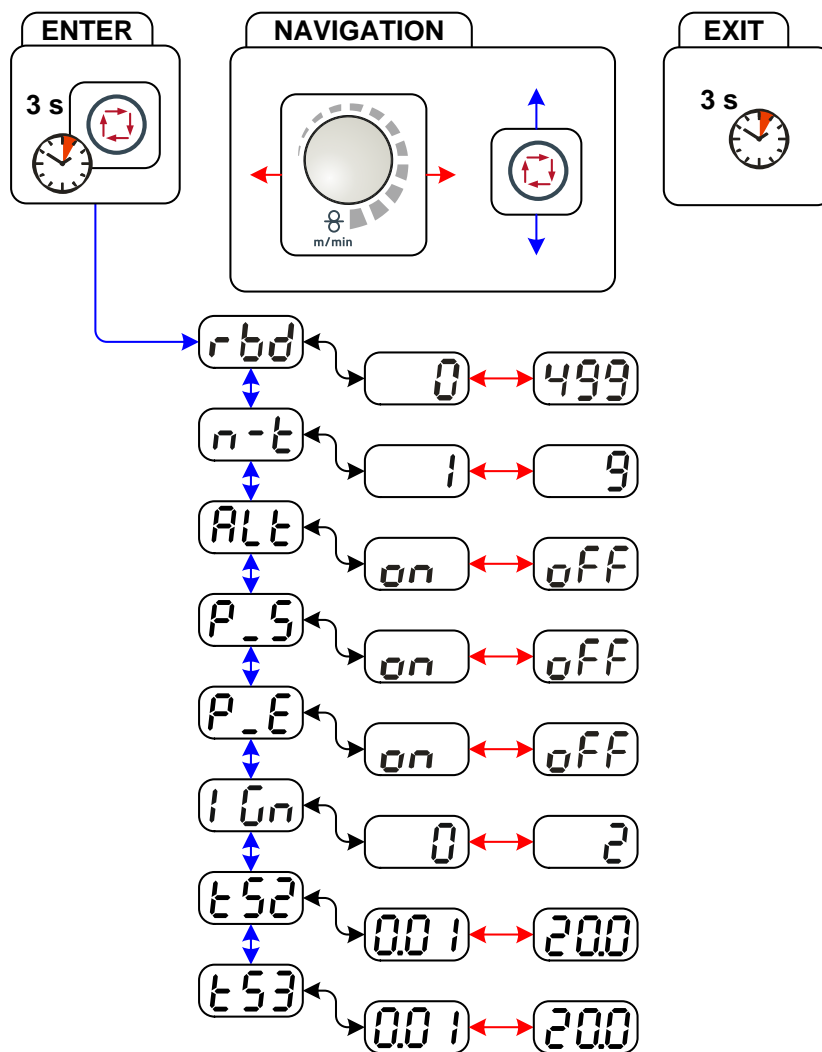 ENTER NAVIGATION EXIT
3 s 3 s
m/min
rbd 0 499
n-t 1 9
ALt on oFF
P_S on oFF
P_E on oFF
IGn 0 2
tS2 0.01 20.0
tS3 0.01 20.0